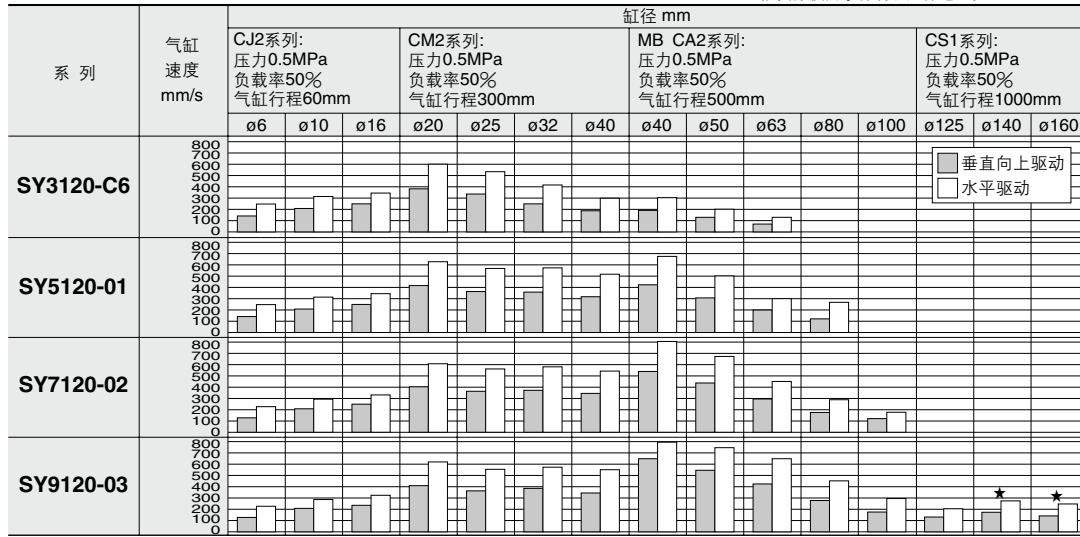 缸径 mm
系 列
气缸
速度
mm/s
CJ2系列:
压力0.5MPa
负载率50%
气缸行程60mm
CM2系列:
压力0.5MPa
负载率50%
气缸行程300mm
MB CA2系列:
压力0.5MPa
负载率50%
气缸行程500mm
CS1系列:
压力0.5MPa
负载率50%
气缸行程1000mm
ø6 ø10 ø16 ø20 ø25 ø32 ø40 ø40 ø50 ø63 ø80 ø100 ø125 ø140 ø160
SY3120-C6
800
700
600
500
400
300
200
100
0
垂直向上驱动
水平驱动
SY5120-01
800
700
600
500
400
300
200
100
0
SY7120-02
800
700
600
500
400
300
200
100
0
SY9120-03
800
700
600
500
400
300
200
100
0
★ ★